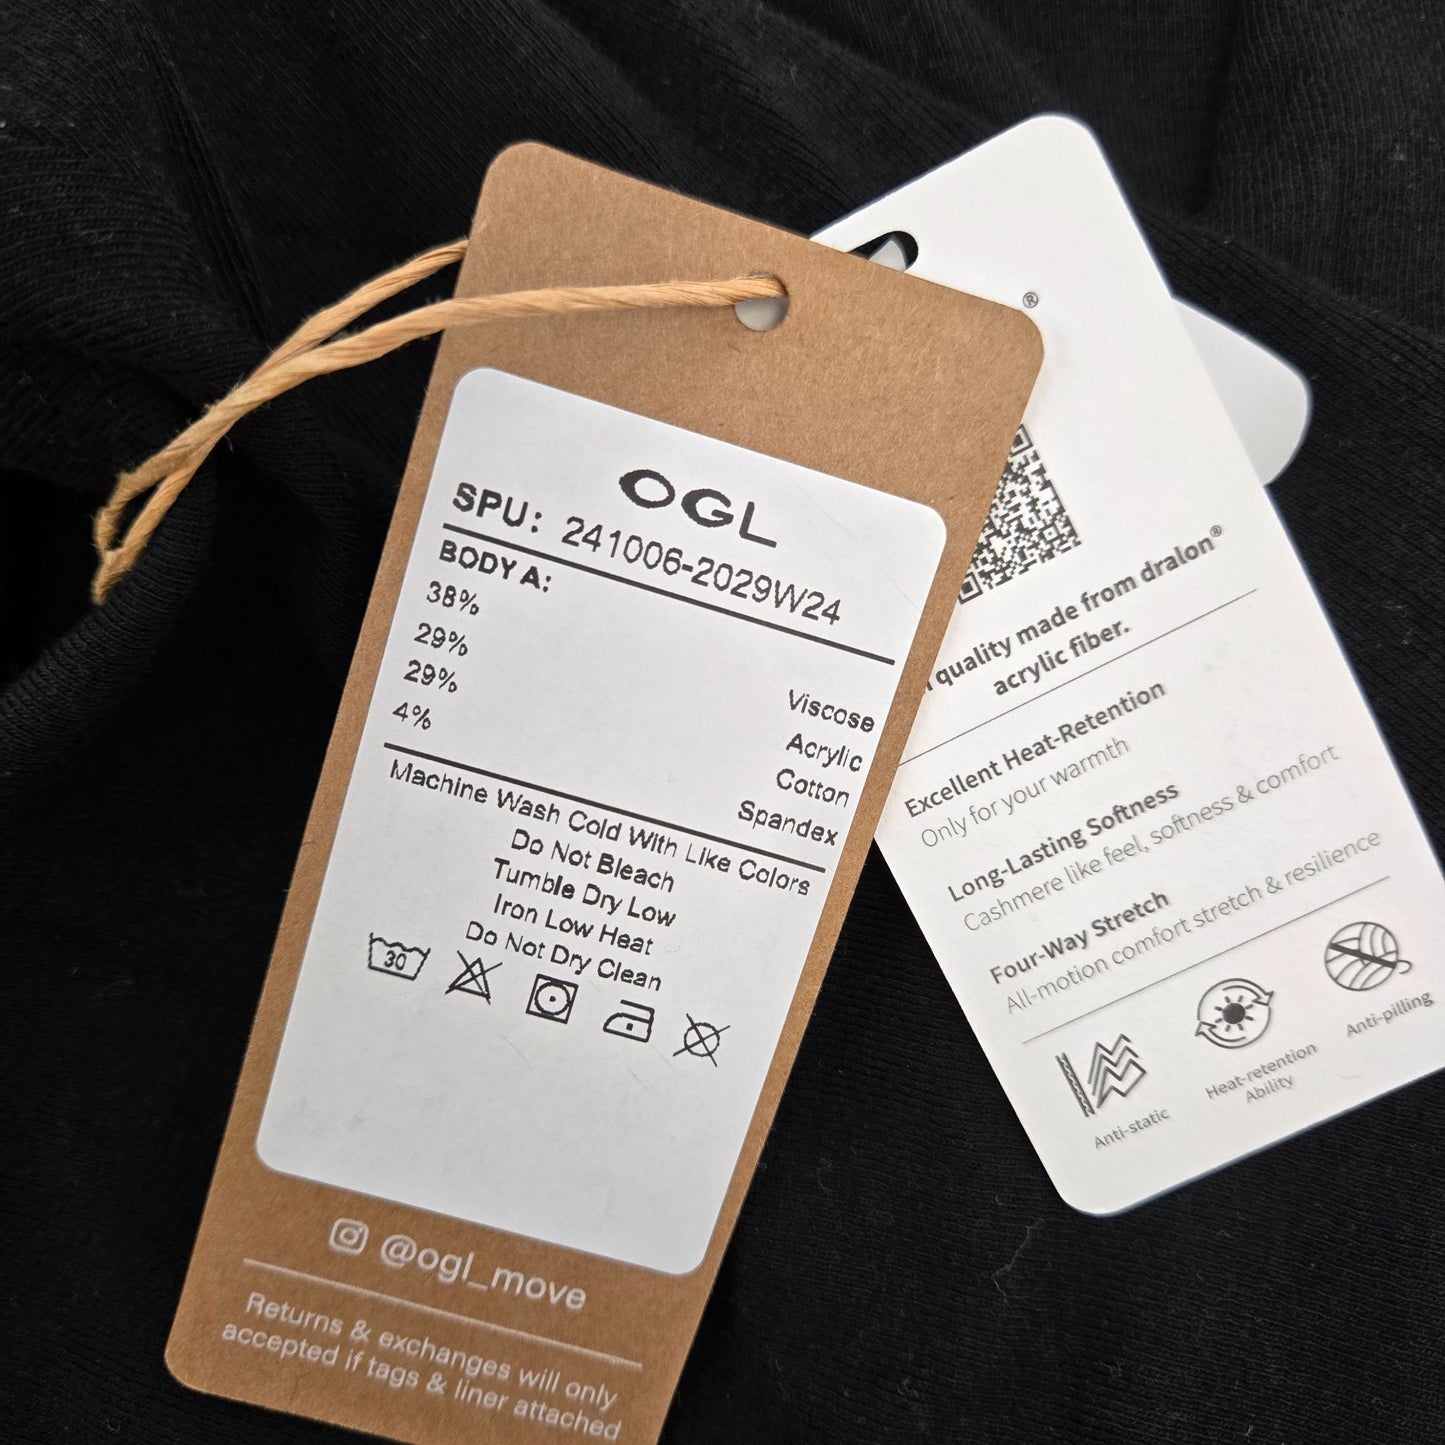 OGL
SPU: 241006-2029W24
BODY A:
38% Viscose
29% Acrylic
29% Cotton
4% Spandex
Machine Wash Cold With Like Colors
Do Not Bleach
Tumble Dry Low
Iron Low Heat
Do Not Dry Clean
30
@ogl_move
Returns & exchanges will only
accepted if tags & liner attached
®
quality made from dralon®
acrylic fiber.
Excellent Heat-Retention
Only for your warmth
Long-Lasting Softness
Cashmere like feel, softness & comfort
Four-Way Stretch
All-motion comfort stretch & resilience
Anti-static
Heat-retention
Ability
Anti-pilling